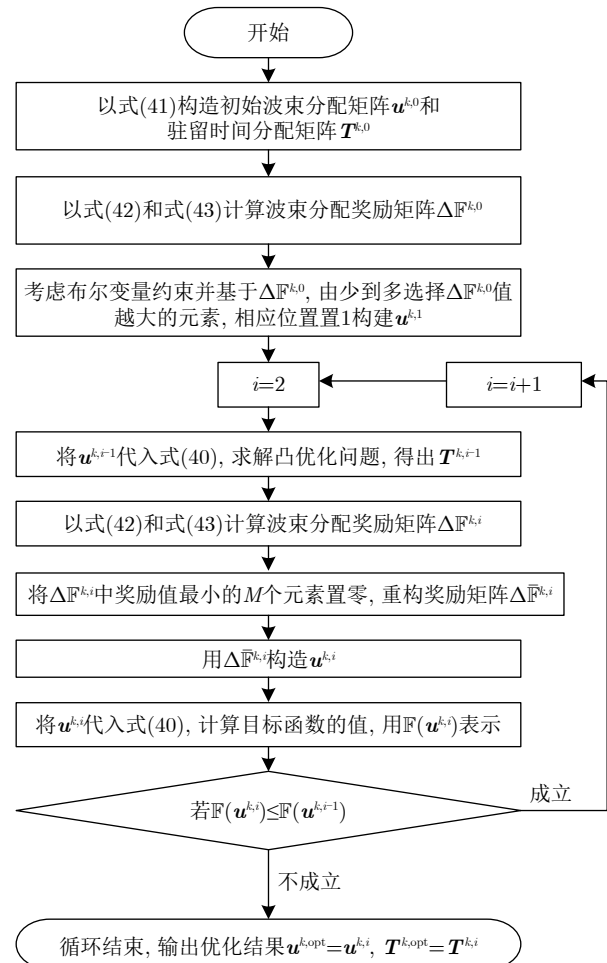 开始
以式(41)构造初始波束分配矩阵u^{k,0}和
驻留时间分配矩阵T^{k,0}
以式(42)和式(43)计算波束分配奖励矩阵Δ𝔽^{k,0}
考虑布尔变量约束并基于Δ𝔽^{k,0}, 由少到多选择Δ𝔽^{k,0}值
越大的元素, 相应位置置1构建u^{k,1}
i=2
i=i+1
将u^{k,i−1}代入式(40), 求解凸优化问题, 得出T^{k,i−1}
以式(42)和式(43)计算波束分配奖励矩阵Δ𝔽^{k,i}
将Δ𝔽^{k,i}中奖励值最小的M个元素置零, 重构奖励矩阵Δ𝔽̄^{k,i}
用Δ𝔽̄^{k,i}构造u^{k,i}
将u^{k,i}代入式(40), 计算目标函数的值, 用𝔽(u^{k,i})表示
若𝔽(u^{k,i})≤𝔽(u^{k,i−1})
成立
不成立
循环结束, 输出优化结果u^{k,opt}=u^{k,i}, T^{k,opt}=T^{k,i}